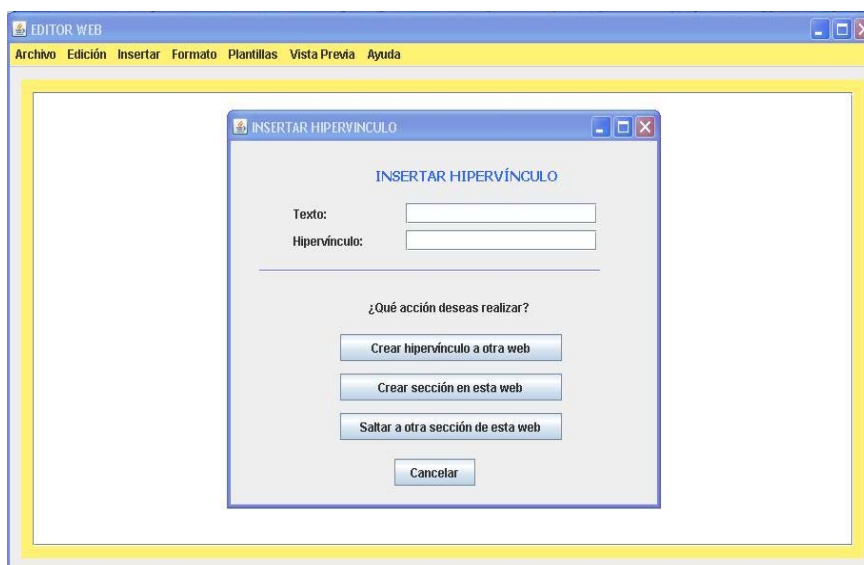 EDITOR WEB
Archivo Edición Insertar Formato Plantillas Vista Previa Ayuda
INSERTAR HIPERVINCULO
INSERTAR HIPERVÍNCULO
Texto:
Hipervínculo:
¿Qué acción deseas realizar?
Crear hipervínculo a otra web
Crear sección en esta web
Saltar a otra sección de esta web
Cancelar